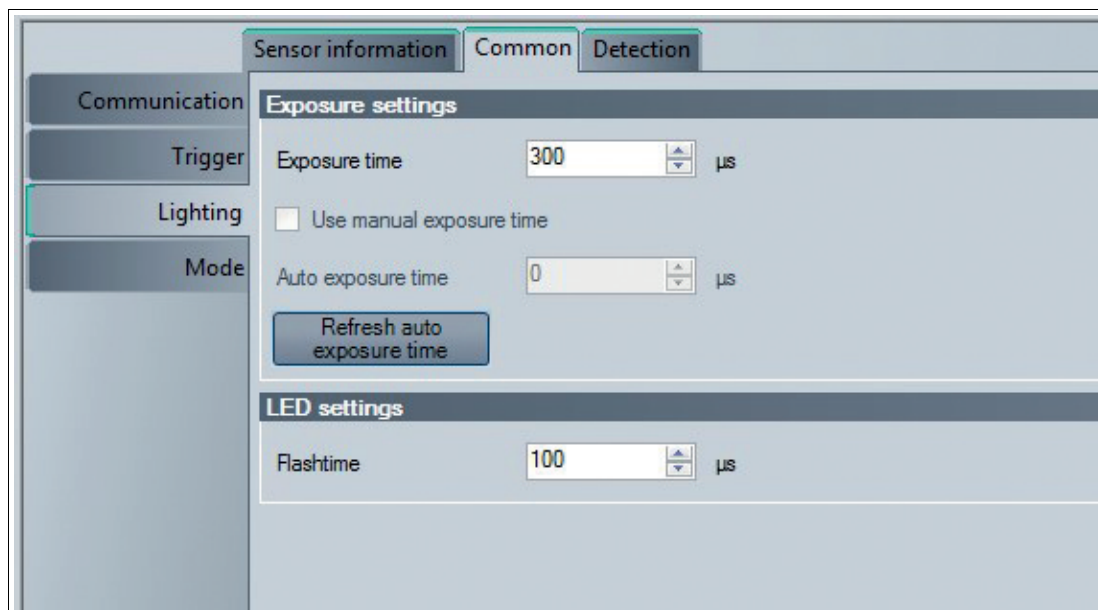 Sensor information Common Detection
Communication
Trigger
Lighting
Mode
Exposure settings
Exposure time 300 µs
Use manual exposure time
Auto exposure time 0 µs
Refresh auto
exposure time
LED settings
Flashtime 100 µs